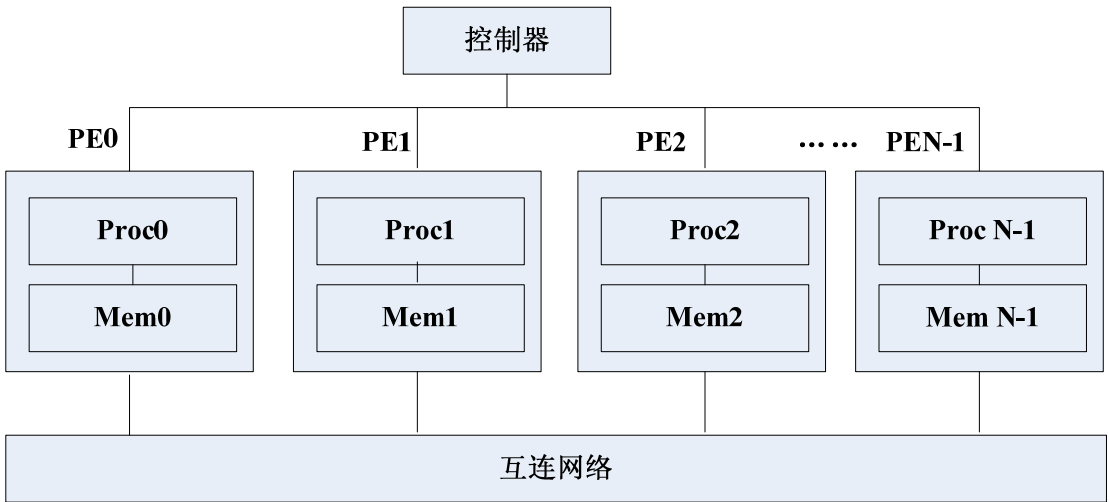 控制器
PE0 PE1 PE2 …… PEN-1
Proc0 Proc1 Proc2 Proc N-1
Mem0 Mem1 Mem2 Mem N-1
互连网络